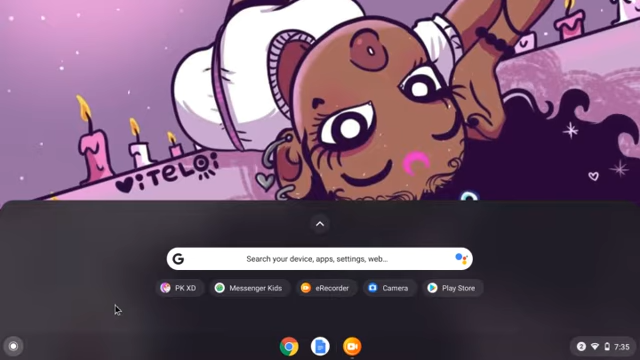 ♥iTELOi
Search your device, apps, settings, web...
PK XD
Messenger Kids
eRecorder
Camera
Play Store
2
7:35